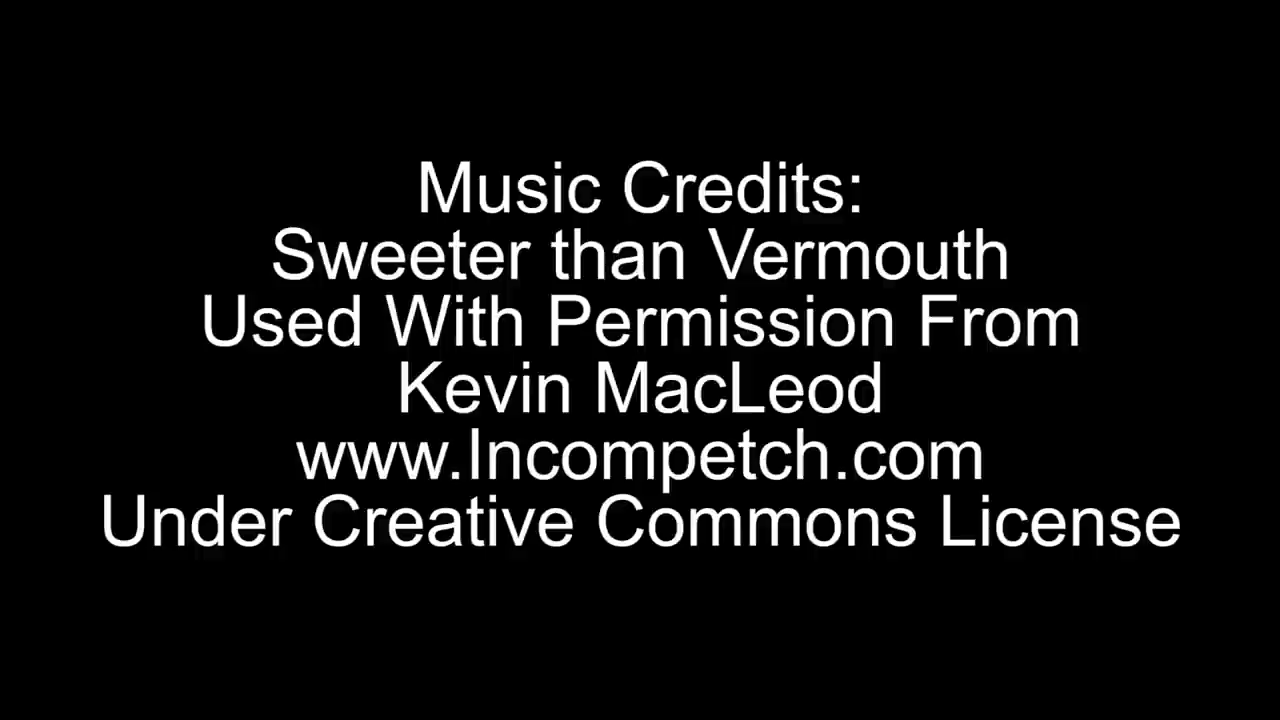 Music Credits:
Sweeter than Vermouth
Used With Permission From
Kevin MacLeod
www.Incompetch.com
Under Creative Commons License